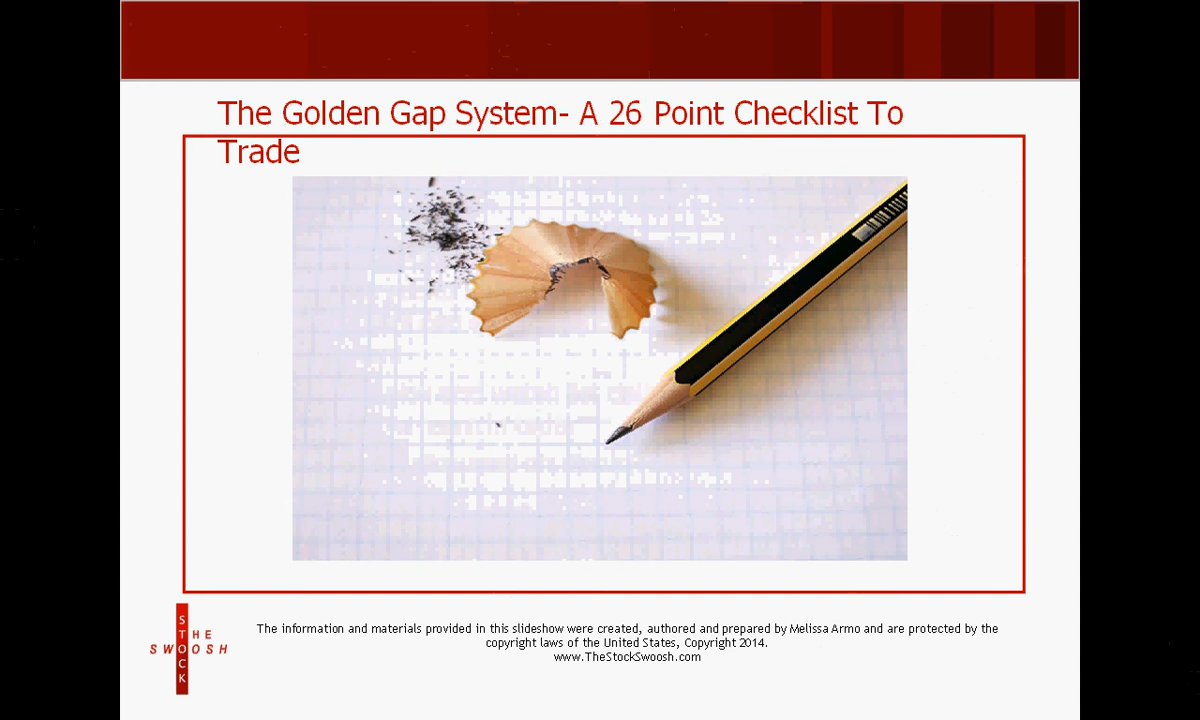 The Golden Gap System- A 26 Point Checklist To
Trade
THE
STOCK
SWOOSH
The information and materials provided in this slideshow were created, authored and prepared by Melissa Armo and are protected by the
copyright laws of the United States, Copyright 2014.
www.TheStockSwoosh.com